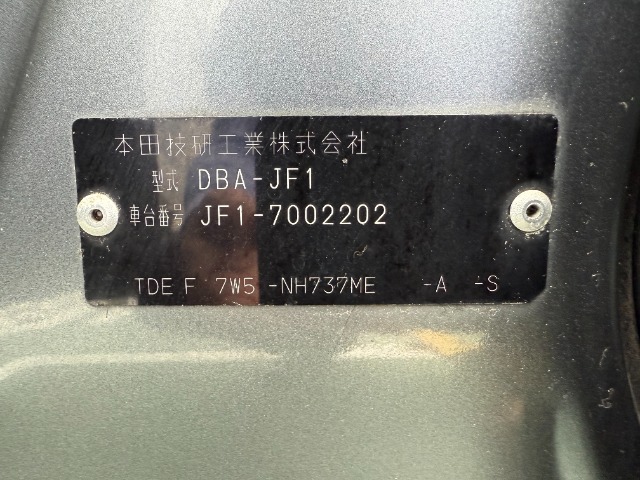 本田技研工業株式会社
型式 DBA-JF1
車台番号 JF1-7002202
TDE F 7W5 -NH737ME -A -S